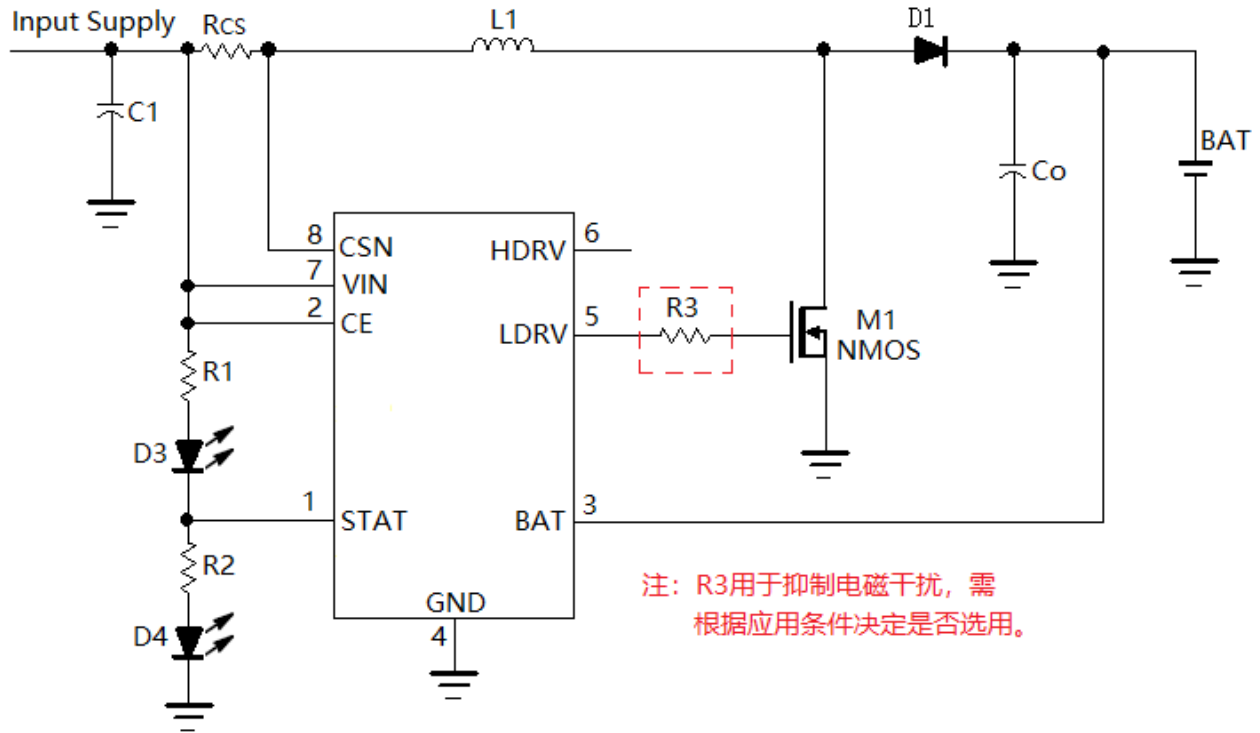 Input Supply
RCS
L1
D1
C1
Co
BAT
8
CSN
HDRV
6
7
VIN
2
CE
R3
LDRV
5
M1
NMOS
R1
D3
1
STAT
BAT
3
R2
GND
4
D4
注：R3用于抑制电磁干扰，需
根据应用条件决定是否选用。